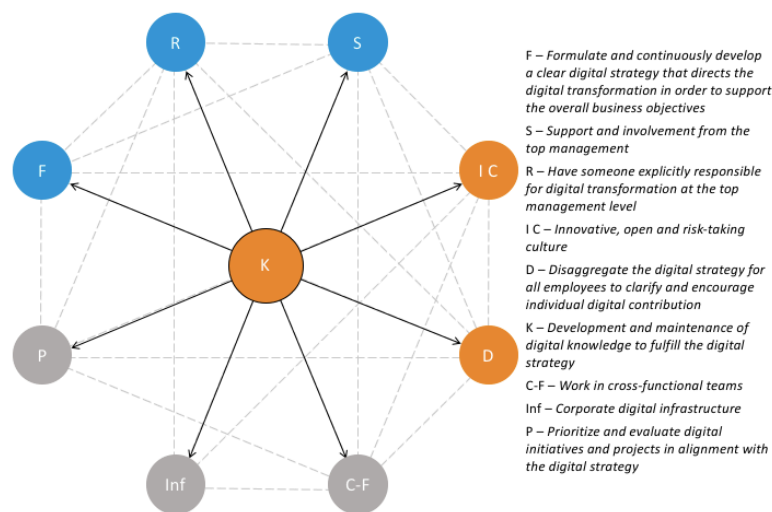 R
S
F
I C
K
P
D
Inf
C-F
F – Formulate and continuously develop
a clear digital strategy that directs the
digital transformation in order to support
the overall business objectives
S – Support and involvement from the
top management
R – Have someone explicitly responsible
for digital transformation at the top
management level
I C – Innovative, open and risk-taking
culture
D – Disaggregate the digital strategy for
all employees to clarify and encourage
individual digital contribution
K – Development and maintenance of
digital knowledge to fulfill the digital
strategy
C-F – Work in cross-functional teams
Inf – Corporate digital infrastructure
P – Prioritize and evaluate digital
initiatives and projects in alignment with
the digital strategy